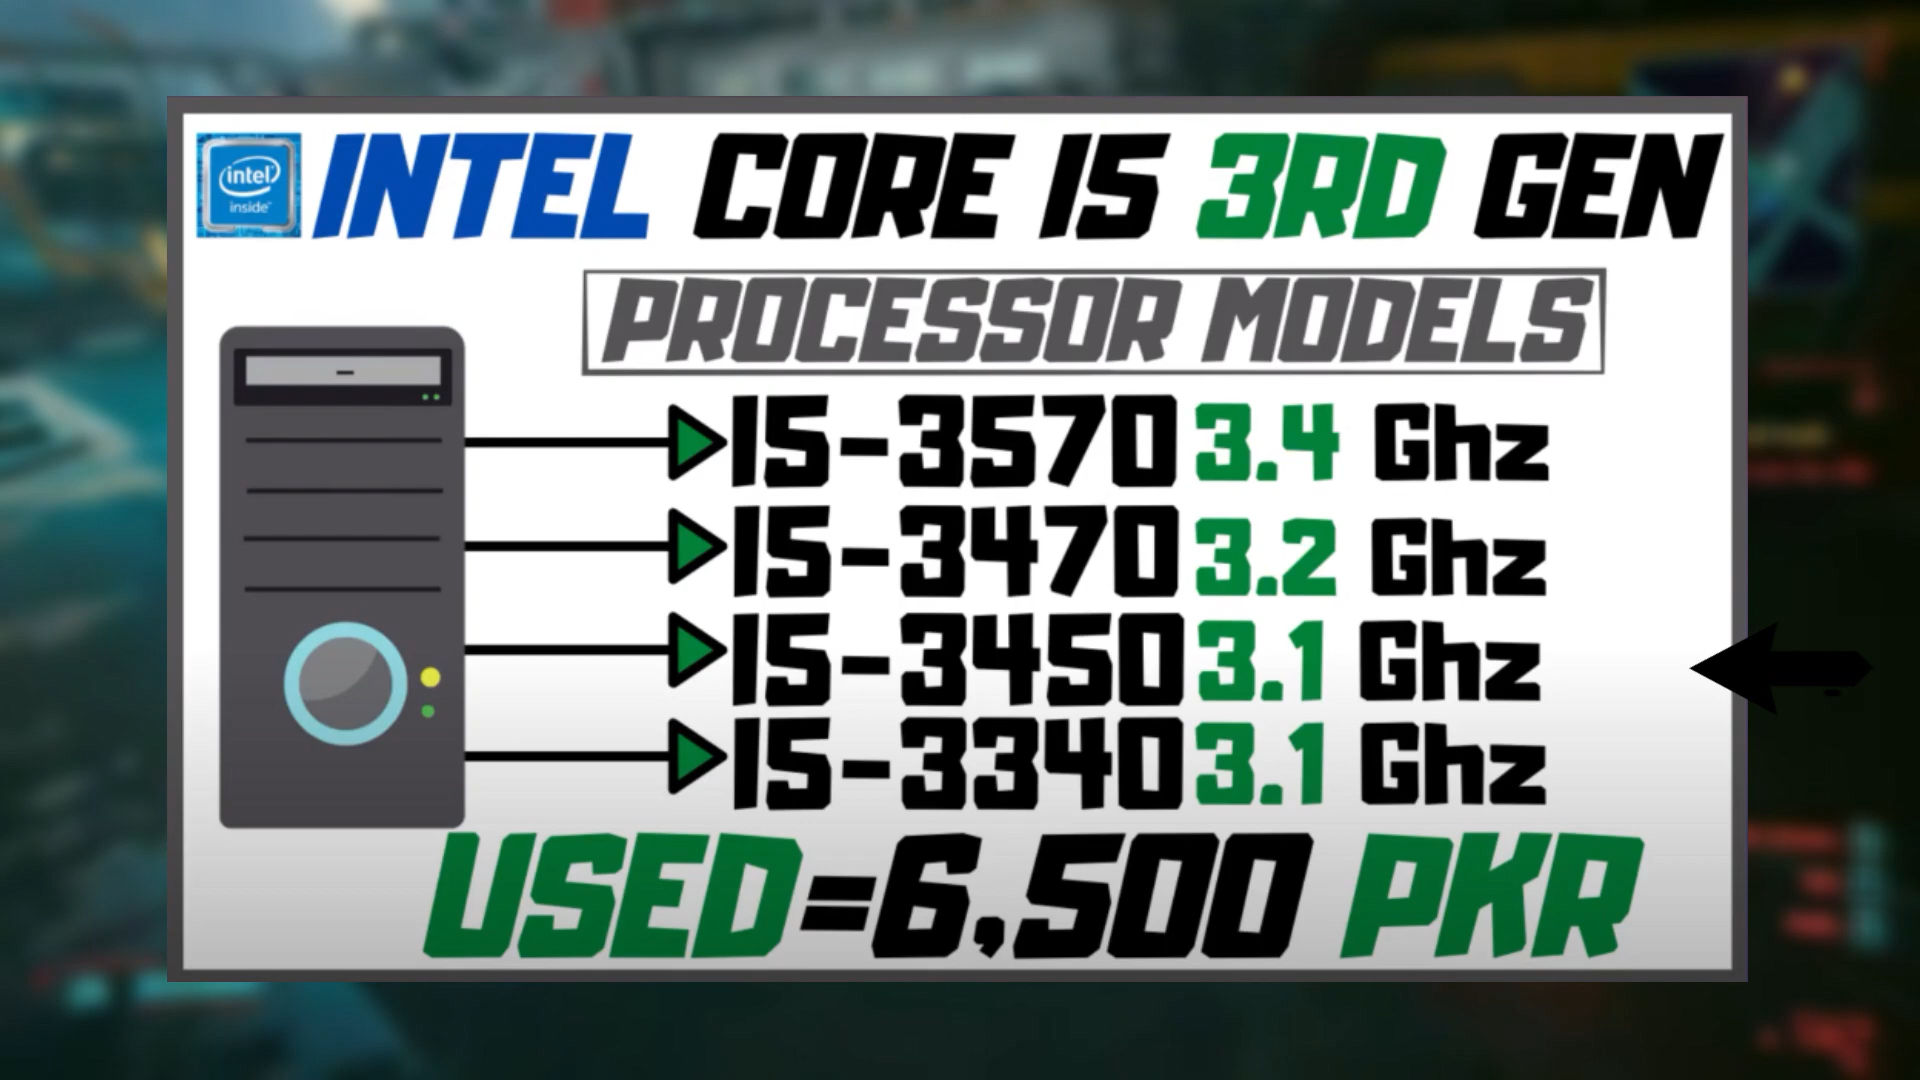 intel inside INTEL CORE I5 3RD GEN
PROCESSOR MODELS
I5-3570 3.4 Ghz
I5-3470 3.2 Ghz
I5-3450 3.1 Ghz
I5-3340 3.1 Ghz
USED=6,500 PKR